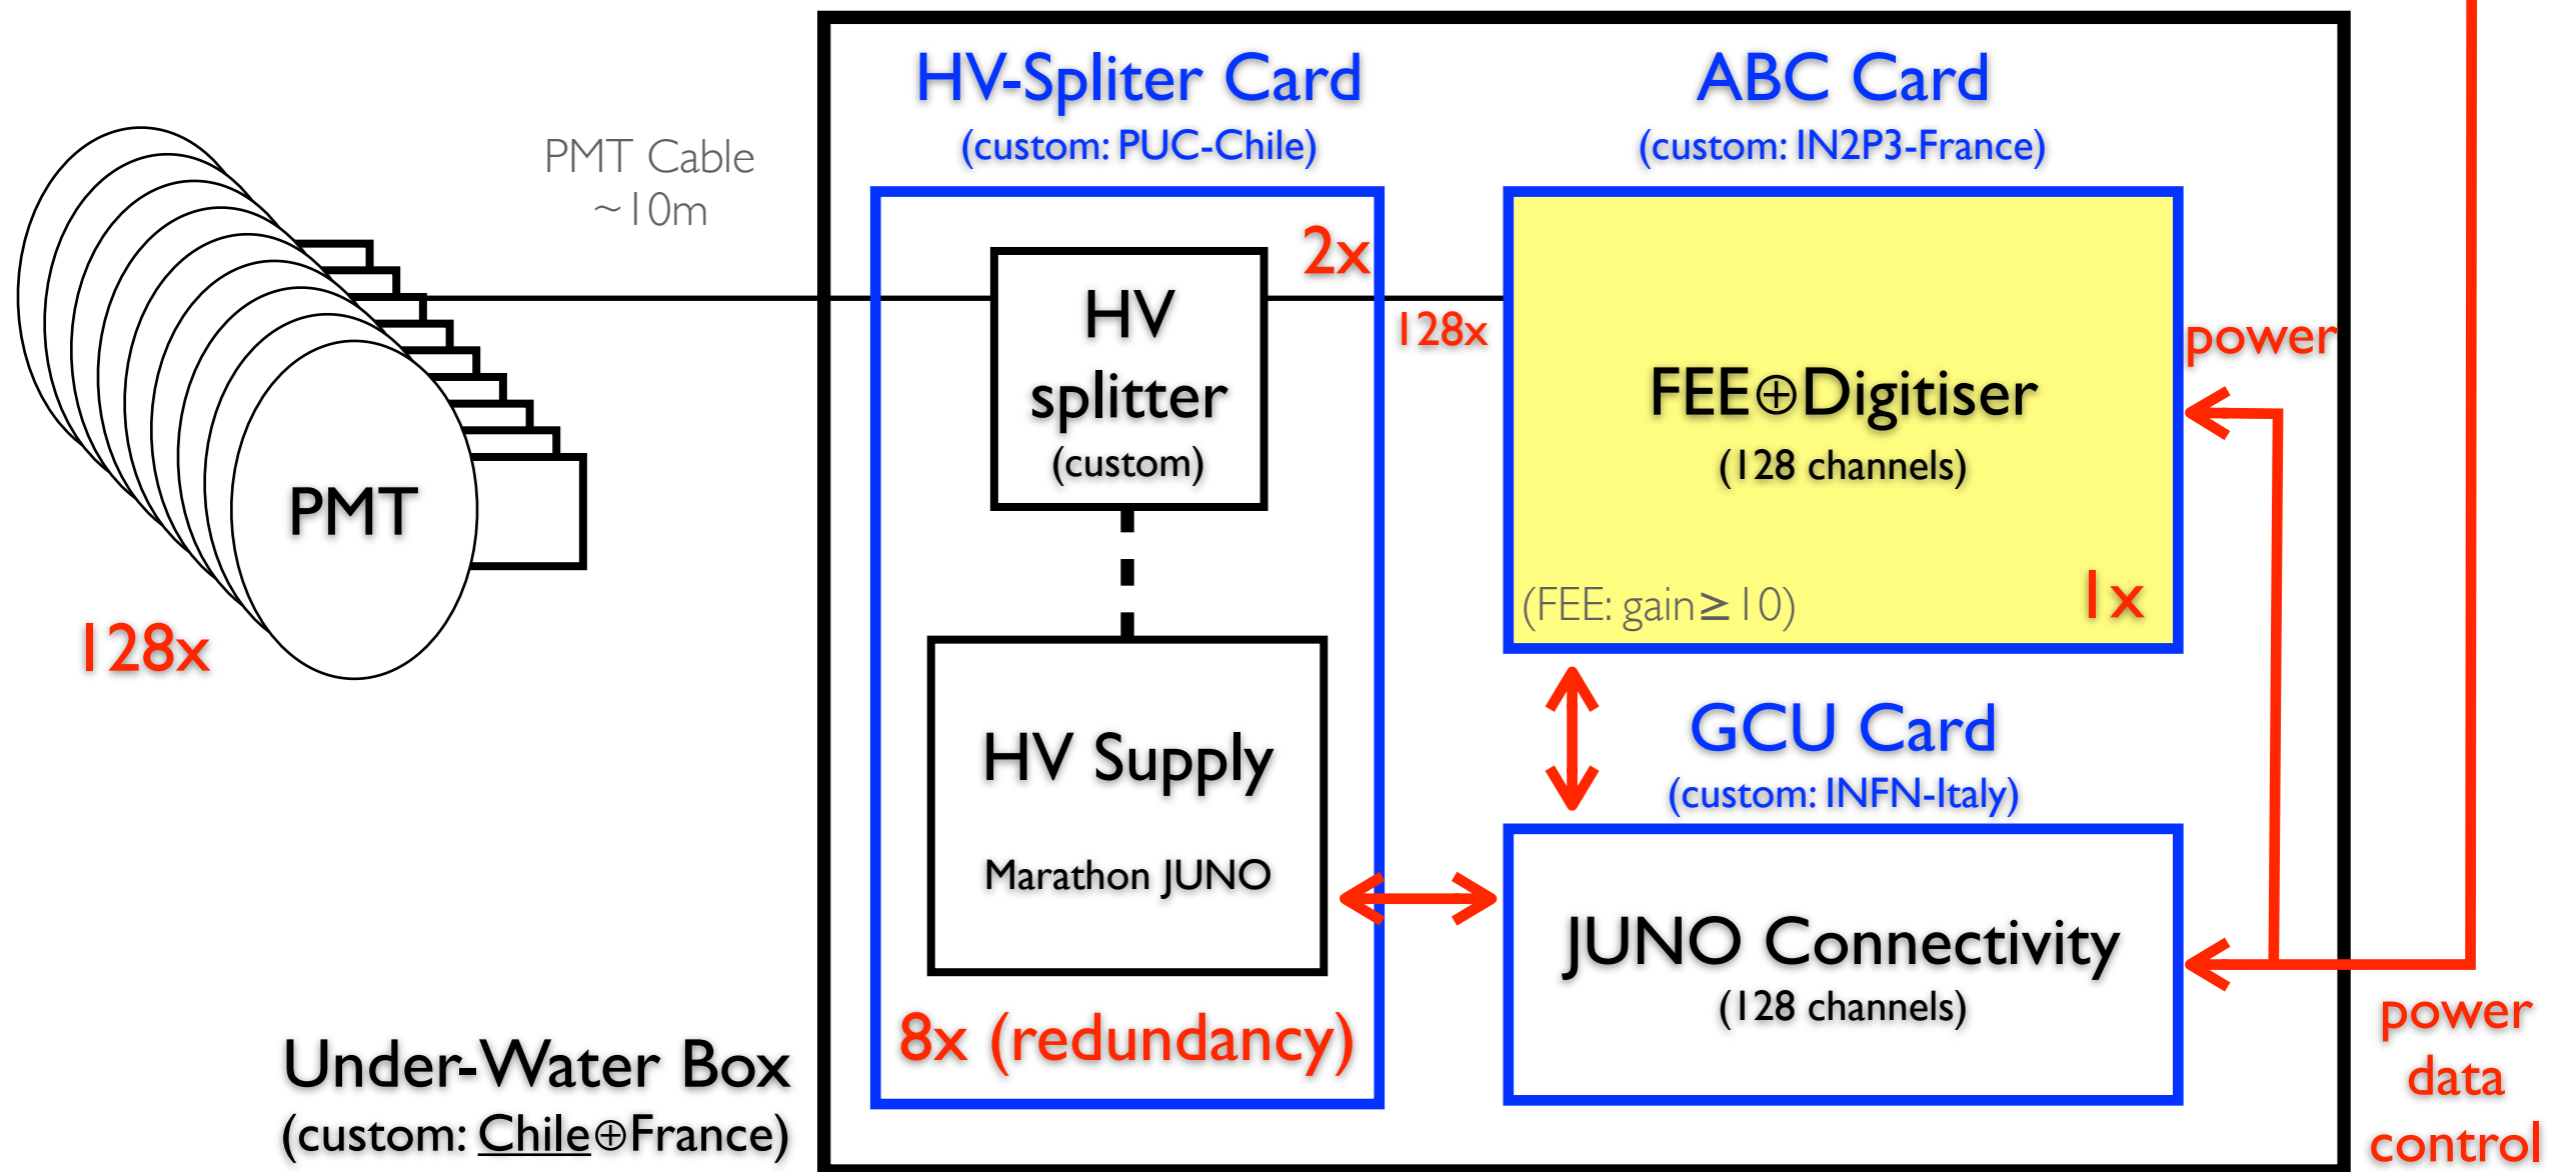 HV-Spliter Card
(custom: PUC-Chile)
ABC Card
(custom: IN2P3-France)
PMT Cable
~10m
2x
128x
HV
splitter
(custom)
power
FEE⊕Digitiser
(128 channels)
(FEE: gain≥10)
1x
PMT
128x
HV Supply
Marathon JUNO
8x (redundancy)
GCU Card
(custom: INFN-Italy)
JUNO Connectivity
(128 channels)
Under-Water Box
(custom: Chile⊕France)
power
data
control